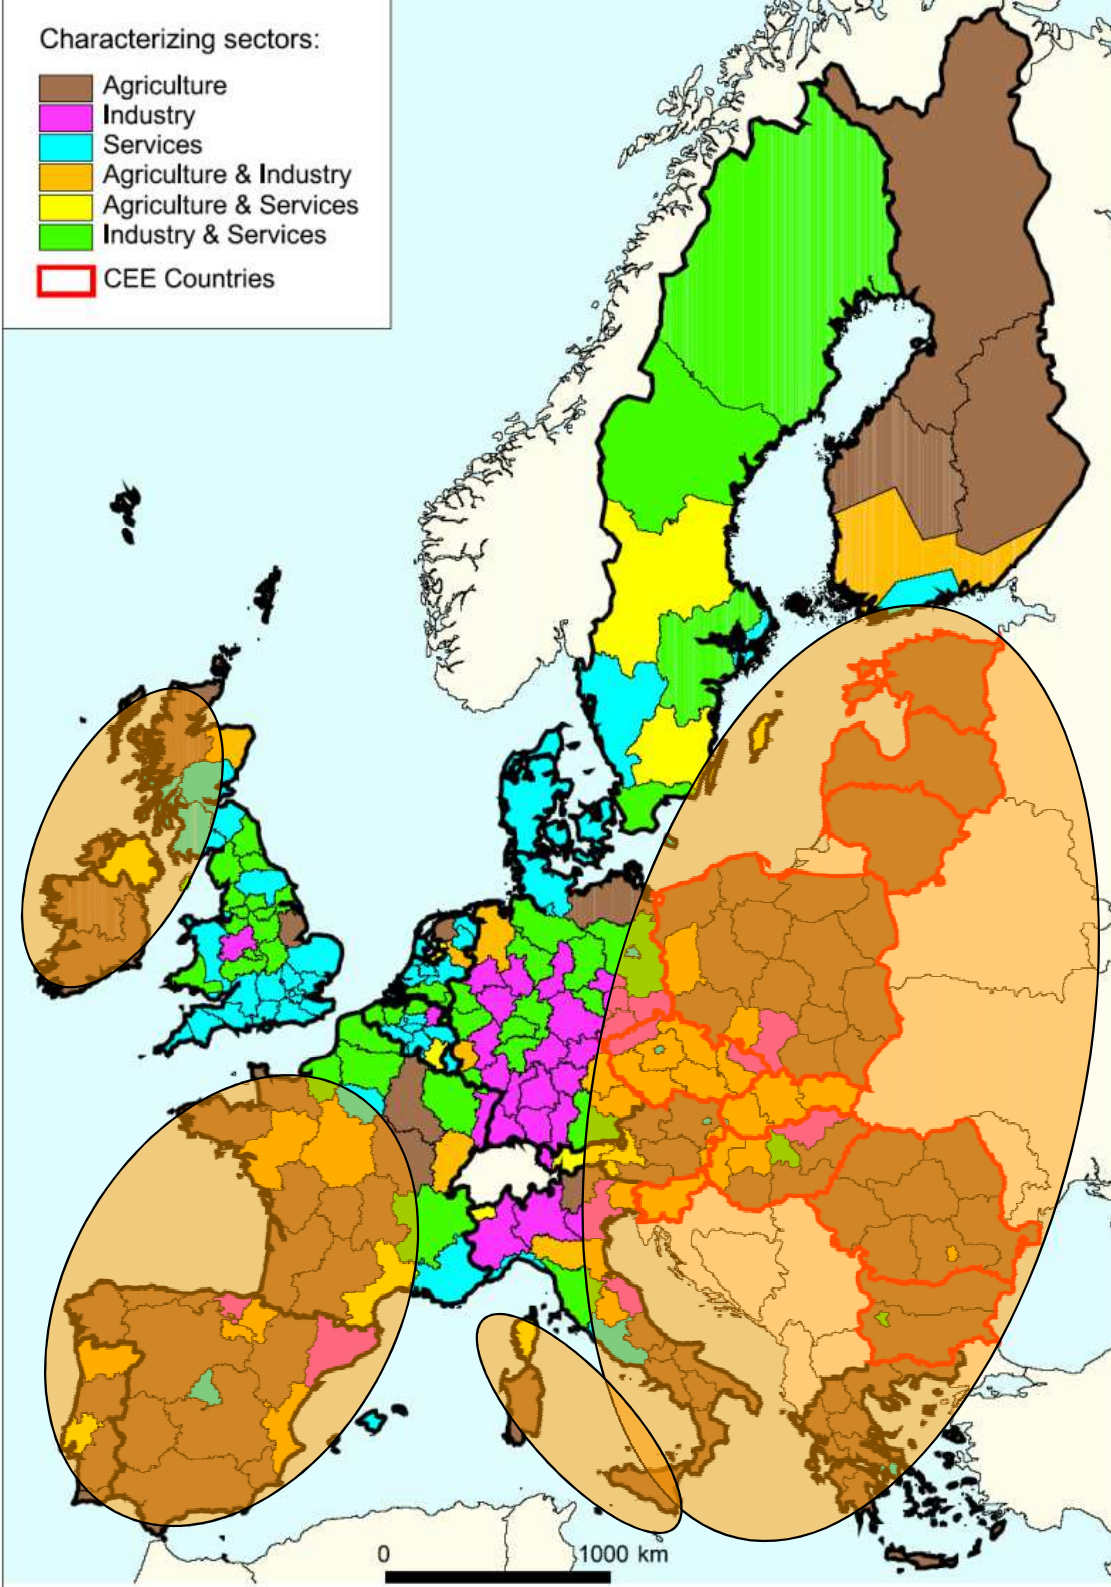 Characterizing sectors:
Agriculture
Industry
Services
Agriculture & Industry
Agriculture & Services
Industry & Services
CEE Countries
0 1000 km